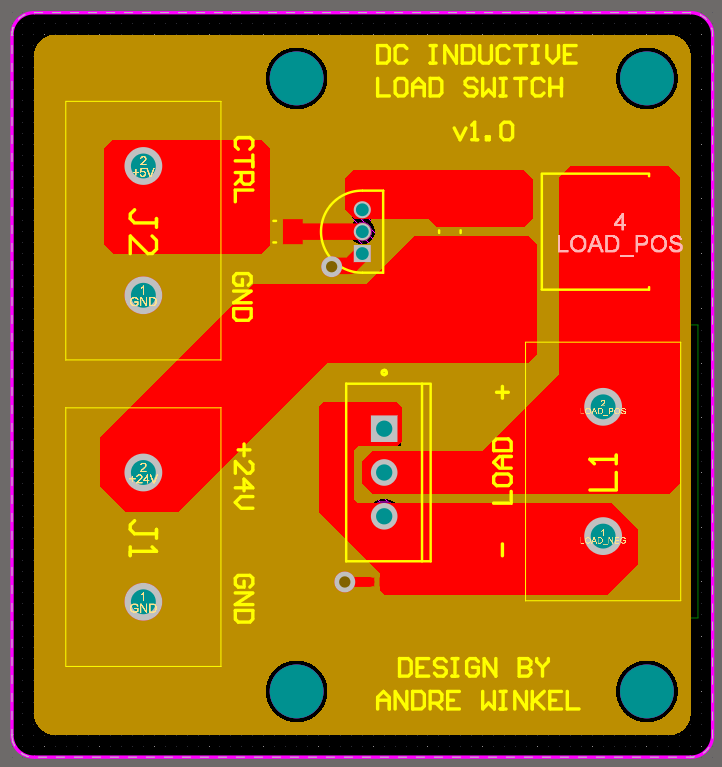 DC INDUCTIVE
LOAD SWITCH
v1.0
2
+5V
CTRL
J2
1
GND
GND
4
LOAD_POS
2
LOAD_POS
+
LOAD
-
L1
1
LOAD_NEG
2
+24V
+24V
J1
1
GND
GND
DESIGN BY
ANDRE WINKEL